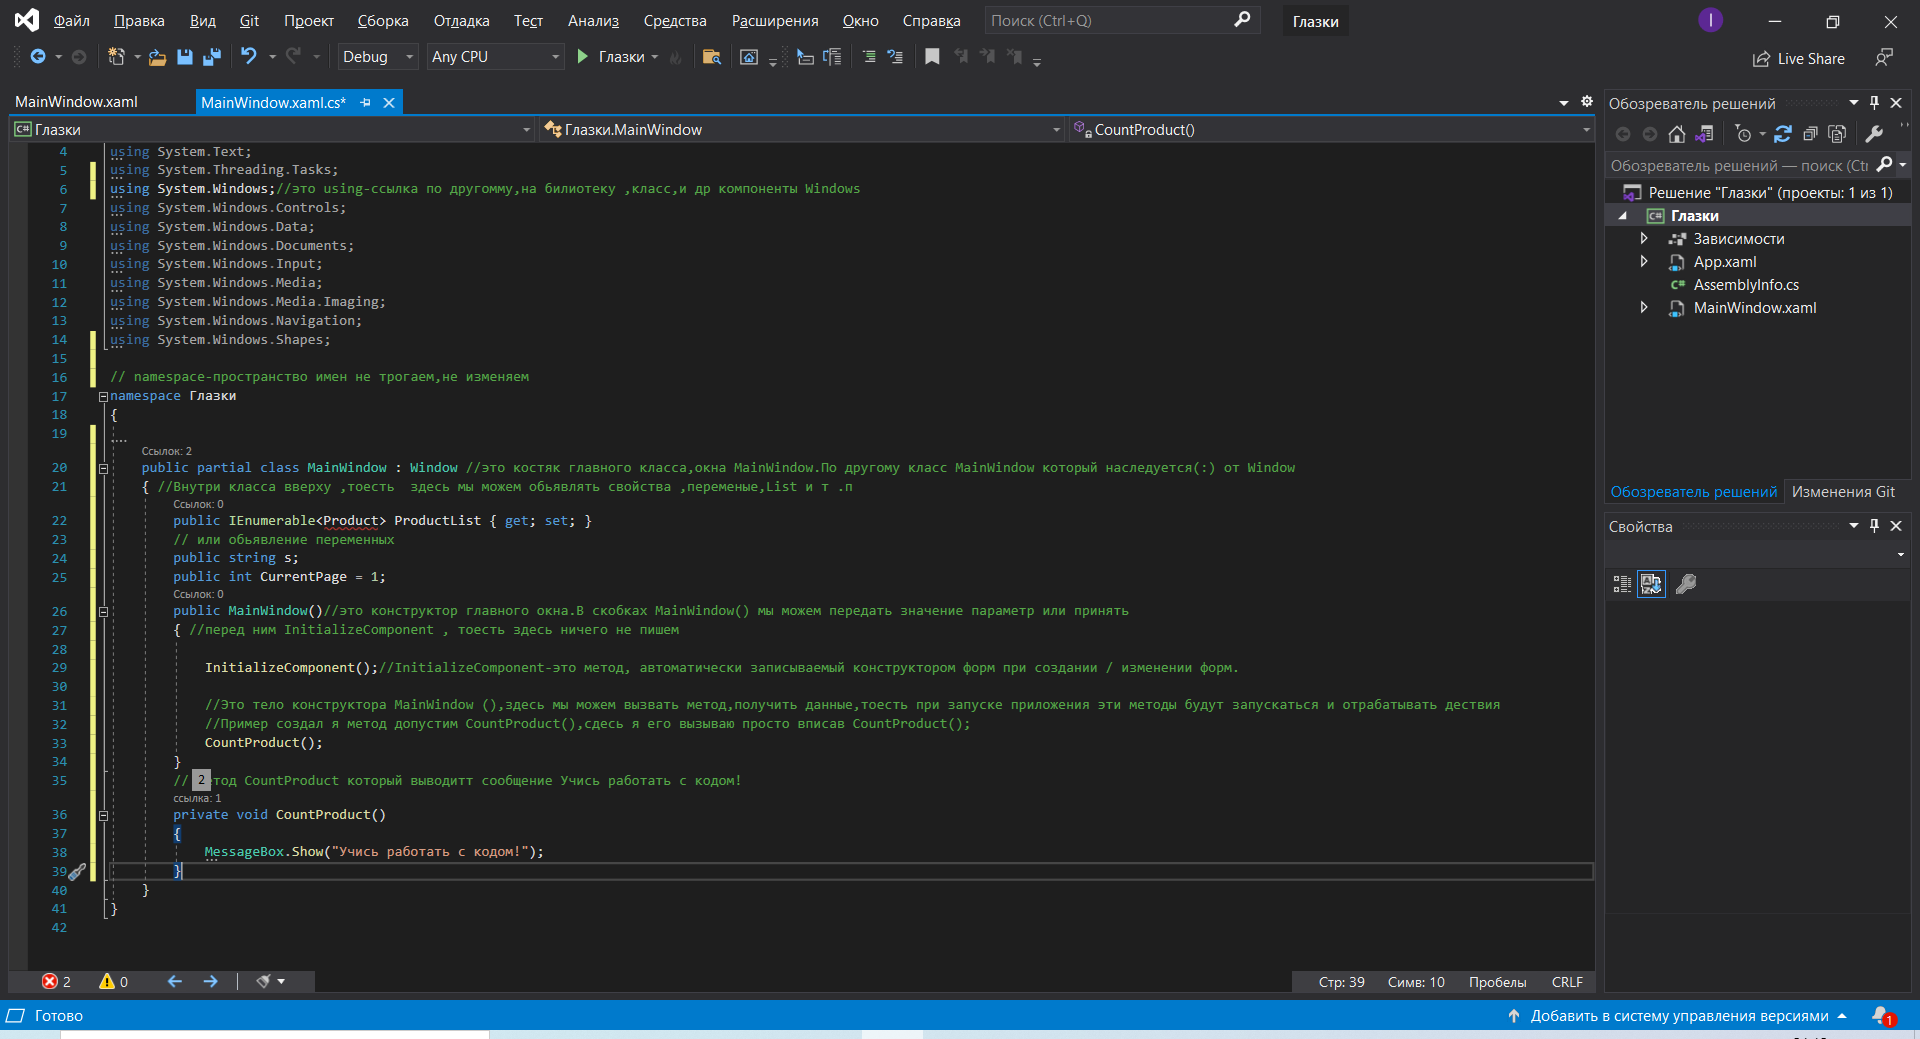 Файл Правка Вид Git Проект Сборка Отладка Тест Анализ Средства Расширения Окно Справка Поиск (Ctrl+Q) Глазки I
Debug Any CPU Глазки Live Share
MainWindow.xaml MainWindow.xaml.cs* Обозреватель решений
Глазки Глазки.MainWindow CountProduct()
Обозреватель решений — поиск (Ct
Решение "Глазки" (проекты: 1 из 1)
Глазки
Зависимости
App.xaml
AssemblyInfo.cs
MainWindow.xaml
Обозреватель решений Изменения Git
Свойства
4 using System.Text;
5 using System.Threading.Tasks;
6 using System.Windows;//это using-ссылка по другомму,на билиотеку ,класс,и др компоненты Windows
7 using System.Windows.Controls;
8 using System.Windows.Data;
9 using System.Windows.Documents;
10 using System.Windows.Input;
11 using System.Windows.Media;
12 using System.Windows.Media.Imaging;
13 using System.Windows.Navigation;
14 using System.Windows.Shapes;
15
16 // namespace-пространство имен не трогаем,не изменяем
17 namespace Глазки
18 {
19
Ссылок: 2
20 public partial class MainWindow : Window //это костяк главного класса,окна MainWindow.По другому класс MainWindow который наследуется(:) от Window
21 { //Внутри класса вверху ,тоесть  здесь мы можем обьявлять свойства ,переменые,List и т .п
Ссылок: 0
22 public IEnumerable<Product> ProductList { get; set; }
23 // или обьявление переменных
24 public string s;
25 public int CurrentPage = 1;
Ссылок: 0
26 public MainWindow()//это конструктор главного окна.В скобках MainWindow() мы можем передать значение параметр или принять
27 { //перед ним InitializeComponent , тоесть здесь ничего не пишем
28
29 InitializeComponent();//InitializeComponent-это метод, автоматически записываемый конструктором форм при создании / изменении форм.
30
31 //Это тело конструктора MainWindow (),здесь мы можем вызвать метод,получить данные,тоесть при запуске приложения эти методы будут запускаться и отрабатывать дествия
32 //Пример создал я метод допустим CountProduct(),сдесь я его вызываю просто вписав CountProduct();
33 CountProduct();
34 }
35 // 2 тод CountProduct который выводитт сообщение Учись работать с кодом!
ссылка: 1
36 private void CountProduct()
37 {
38 MessageBox.Show("Учись работать с кодом!");
39 }
40 }
41 }
42
2 0 Стр: 39 Симв: 10 Пробелы CRLF
Готово Добавить в систему управления версиями 1